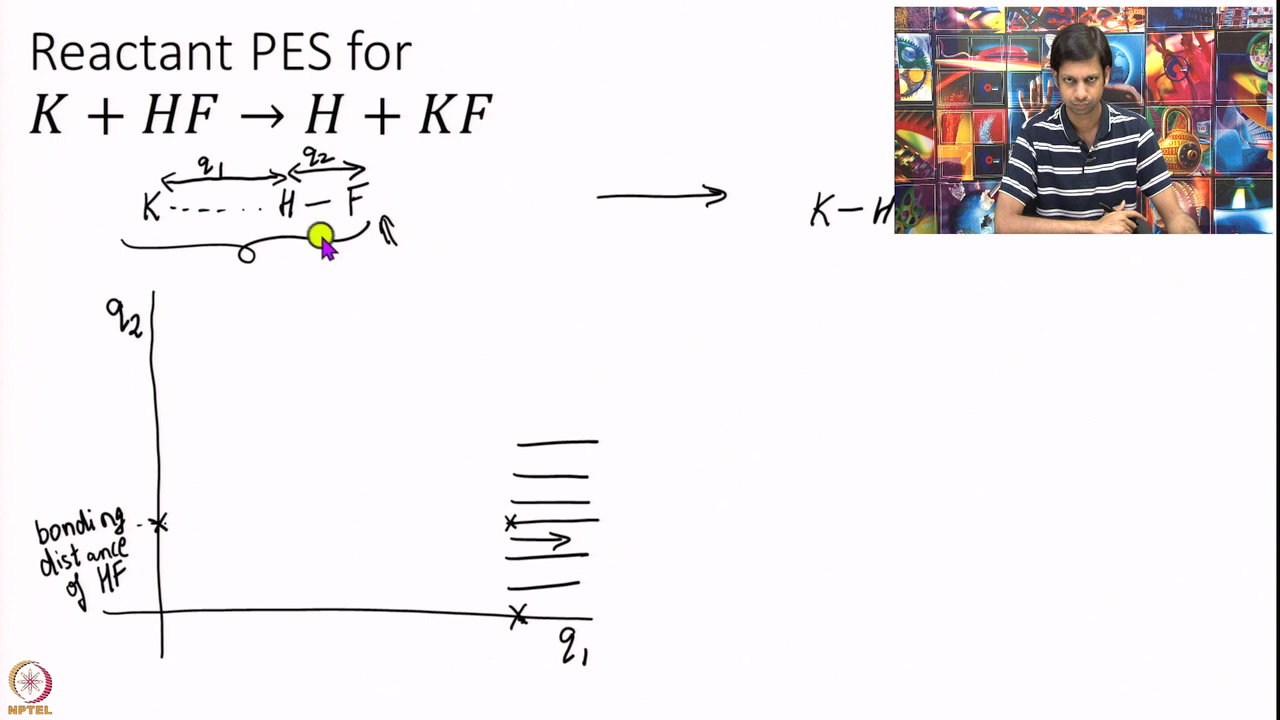 Reactant PES for
K + HF → H + KF
q₁ q₂
K------H–F → K–H
q₂
bonding
distance
of HF
q₁
NPTEL